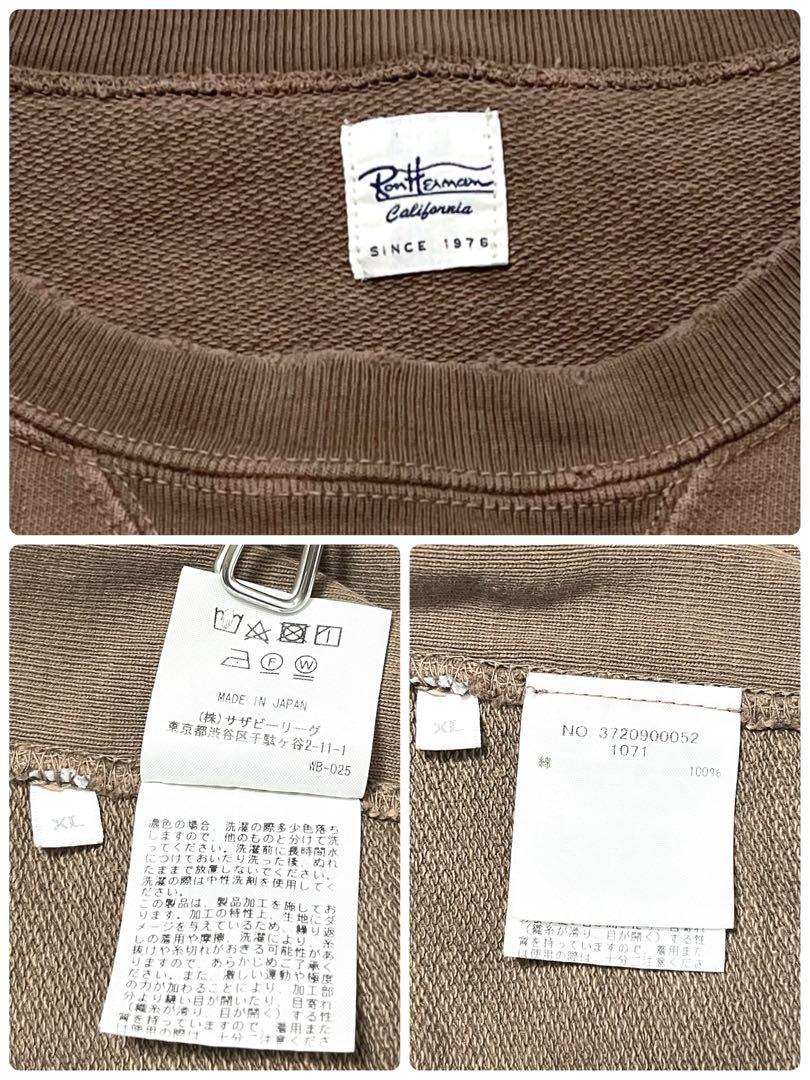 Ron Herman
California
SINCE 1976
MADE IN JAPAN
(株)サザビーリーグ
東京都渋谷区千駄ヶ谷2-11-1
WB-025
XL
濃色の場合、洗濯の際多少色落ち
しますので、他のものと分けて洗
ってください。洗濯前に長時間水
につけておいたり洗った後、ぬれ
たままで放置しないでください。
洗濯の際は中性洗剤を使用してく
ださい。
この製品は、製品加工を施してお
ります。加工の特性上、生地にダ
メージを与えているため、繰り返
しの着用や摩擦、洗濯により、糸
抜けや糸切れがおきる可能性があ
りますので あらかじめご了承く
ださい。また、激しい運動や極度
の力が加わることにより、加工部
分より縫い目が開いたり、目寄れ
(織糸が滑り、目が開く)する性
質を持っていますので、着用また
は使用の際は、十分ご注意くださ
XL
NO. 3720900052
1071
綿 100%
(織糸が滑り、目が開く)する性
質を持っていますので、着用また
は使用の際は、十分ご注意くださ